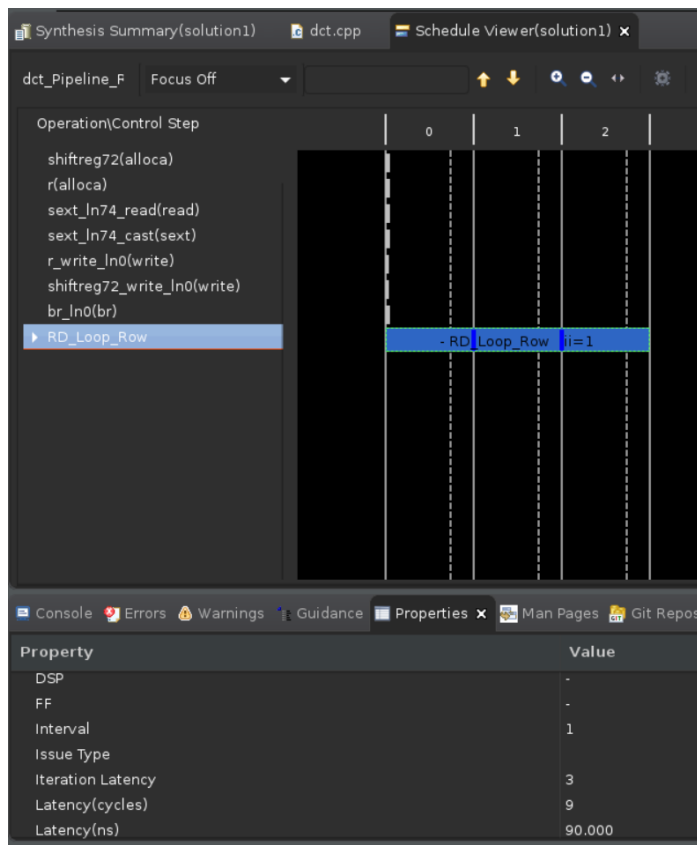 Synthesis Summary(solution1) dct.cpp Schedule Viewer(solution1)
dct_Pipeline_F Focus Off
Operation\Control Step 0 1 2
shiftreg72(alloca)
r(alloca)
sext_ln74_read(read)
sext_ln74_cast(sext)
r_write_ln0(write)
shiftreg72_write_ln0(write)
br_ln0(br)
RD_Loop_Row - RD_Loop_Row ii=1
Console Errors Warnings Guidance Properties Man Pages Git Repos
Property Value
DSP -
FF -
Interval 1
Issue Type
Iteration Latency 3
Latency(cycles) 9
Latency(ns) 90.000